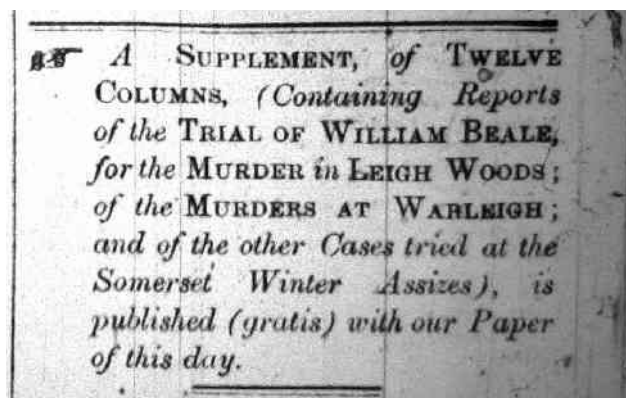 ☞ A SUPPLEMENT, of TWELVE
COLUMNS, (Containing Reports
of the TRIAL OF WILLIAM BEALE,
for the MURDER in LEIGH WOODS;
of the MURDERS AT WARLEIGH;
and of the other Cases tried at the
Somerset Winter Assizes), is
published (gratis) with our Paper
of this day.